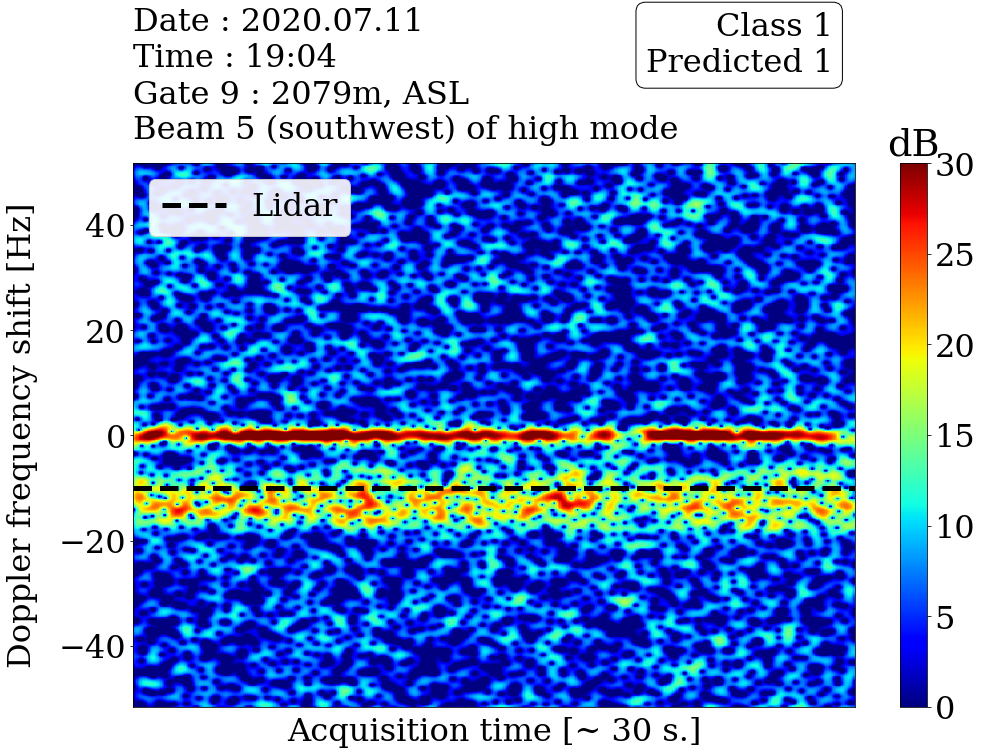 Date : 2020.07.11
Time : 19:04
Gate 9 : 2079m, ASL
Beam 5 (southwest) of high mode
Class 1
Predicted 1
dB
Lidar
Doppler frequency shift [Hz]
40
20
0
−20
−40
30
25
20
15
10
5
0
Acquisition time [~ 30 s.]